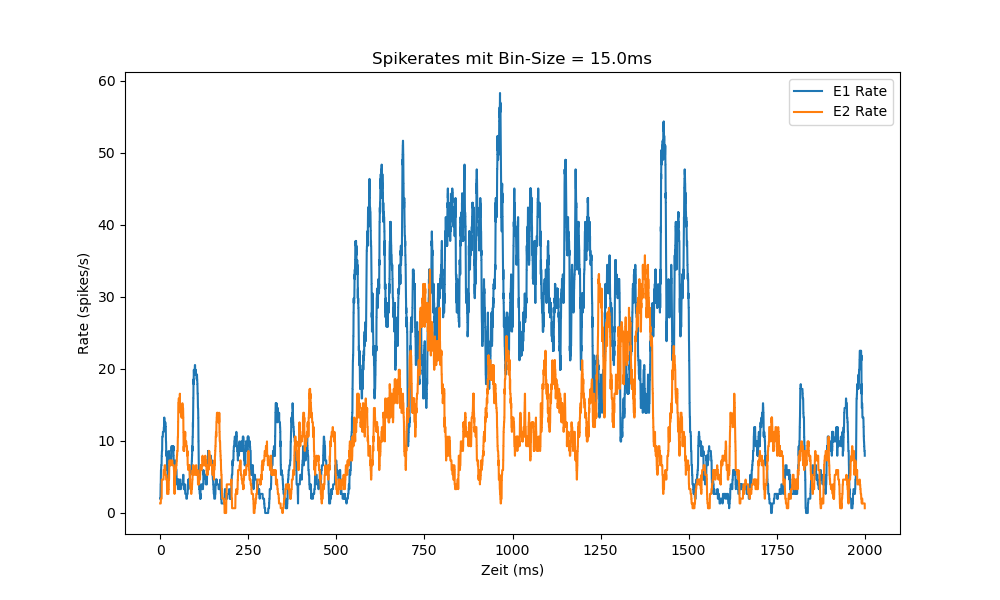 Spikerates mit Bin-Size = 15.0ms
E1 Rate
E2 Rate
60
50
40
30
20
10
0
Rate (spikes/s)
0 250 500 750 1000 1250 1500 1750 2000
Zeit (ms)